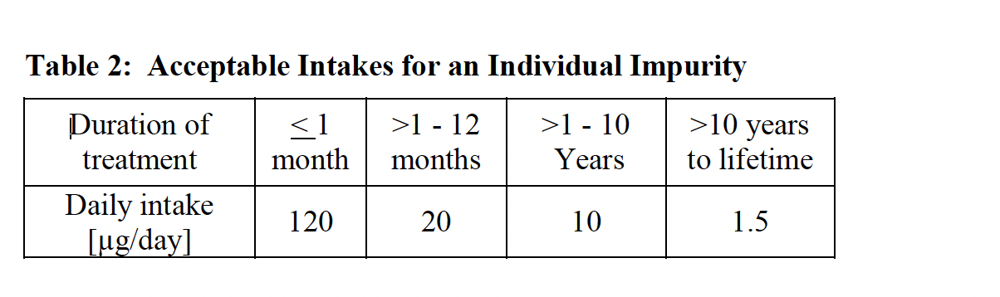 Table 2: Acceptable Intakes for an Individual Impurity
Duration of treatment
≤ 1 month
>1 - 12 months
>1 - 10 Years
>10 years to lifetime
Daily intake [µg/day]
120
20
10
1.5